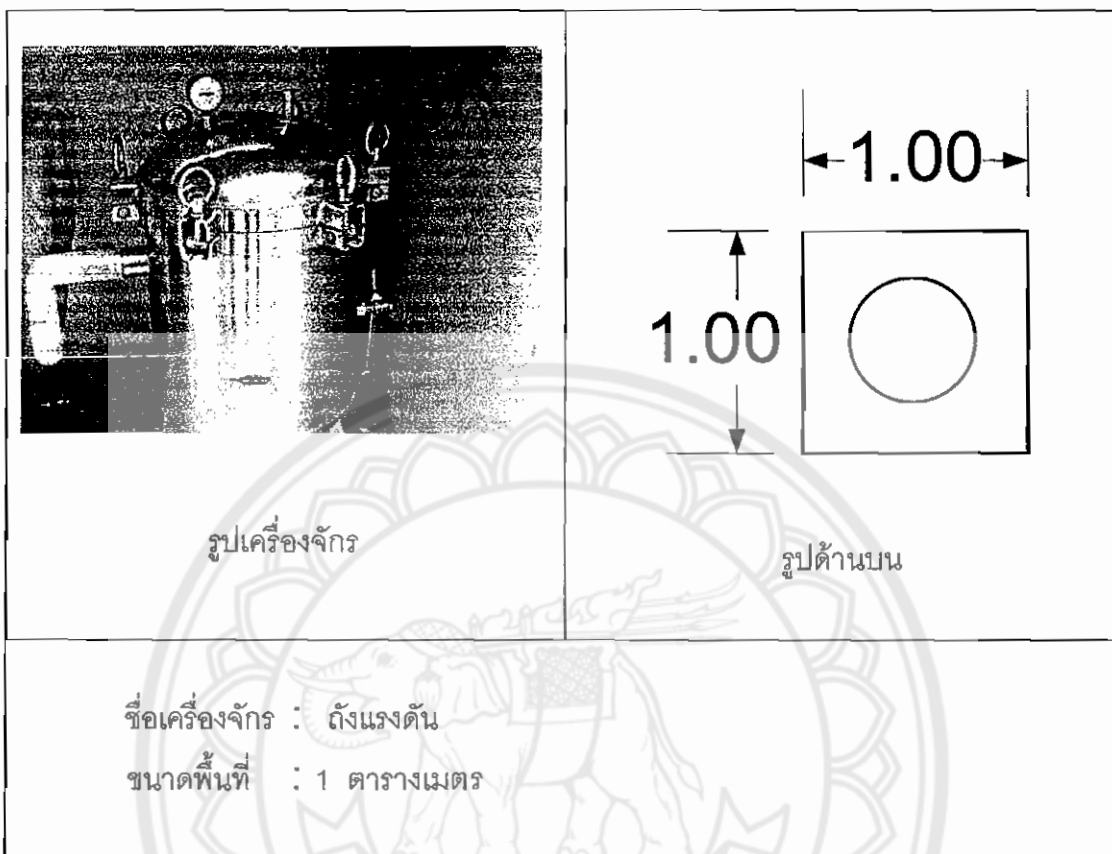 1.00
1.00
รูปเครื่องจักร
รูปด้านบน
ชื่อเครื่องจักร : ถังแรงดัน
ขนาดพื้นที่ : 1 ตารางเมตร